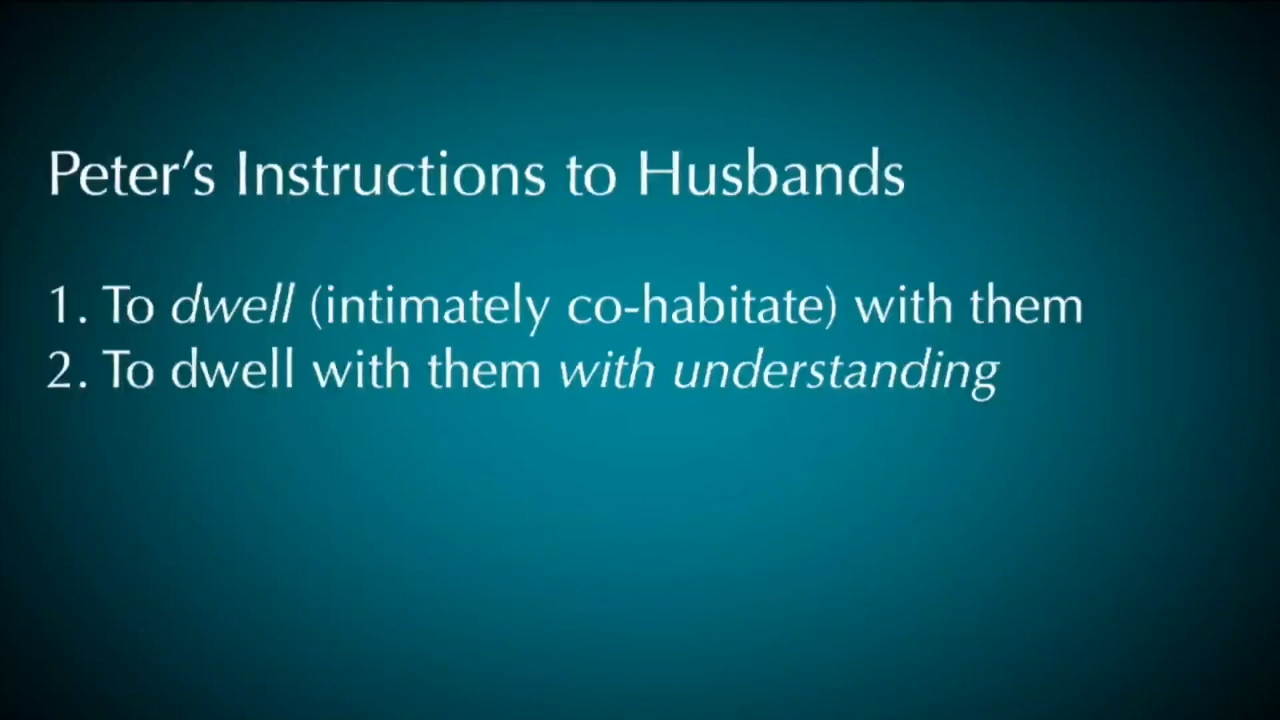 Peter’s Instructions to Husbands
1. To dwell (intimately co-habitate) with them
2. To dwell with them with understanding